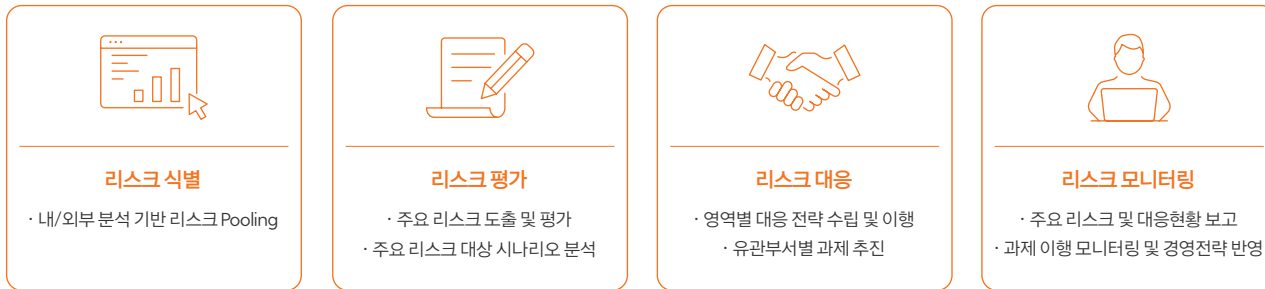 리스크 식별
· 내/외부 분석 기반 리스크 Pooling
리스크 평가
· 주요 리스크 도출 및 평가
· 주요 리스크 대상 시나리오 분석
리스크 대응
· 영역별 대응 전략 수립 및 이행
· 유관부서별 과제 추진
리스크 모니터링
· 주요 리스크 및 대응현황 보고
· 과제 이행 모니터링 및 경영전략 반영